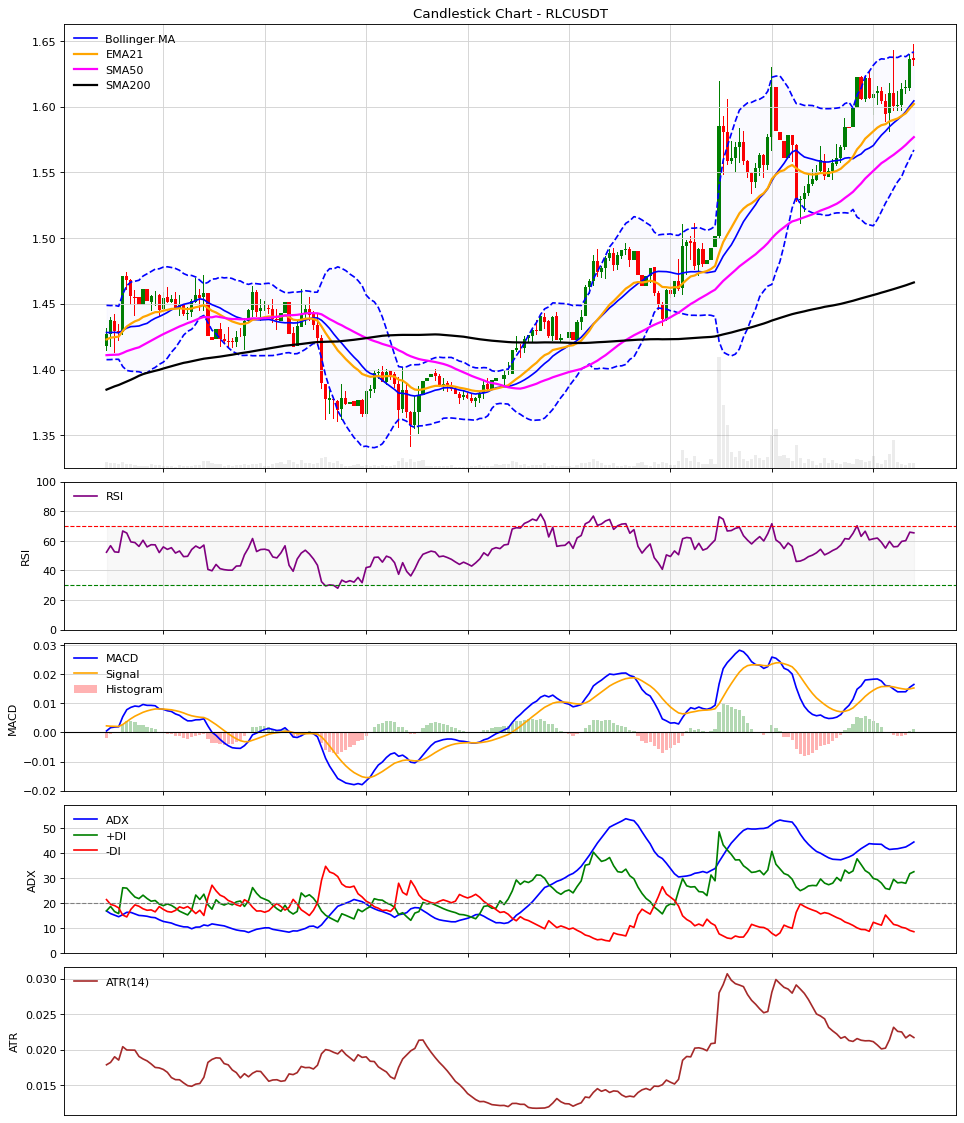 Candlestick Chart - RLCUSDT
Bollinger MA
EMA21
SMA50
SMA200
1.65
1.60
1.55
1.50
1.45
1.40
1.35
RSI
RSI
100
80
60
40
20
0
MACD
Signal
Histogram
MACD
0.03
0.02
0.01
0.00
−0.01
−0.02
ADX
+DI
-DI
ADX
50
40
30
20
10
0
ATR(14)
ATR
0.030
0.025
0.020
0.015